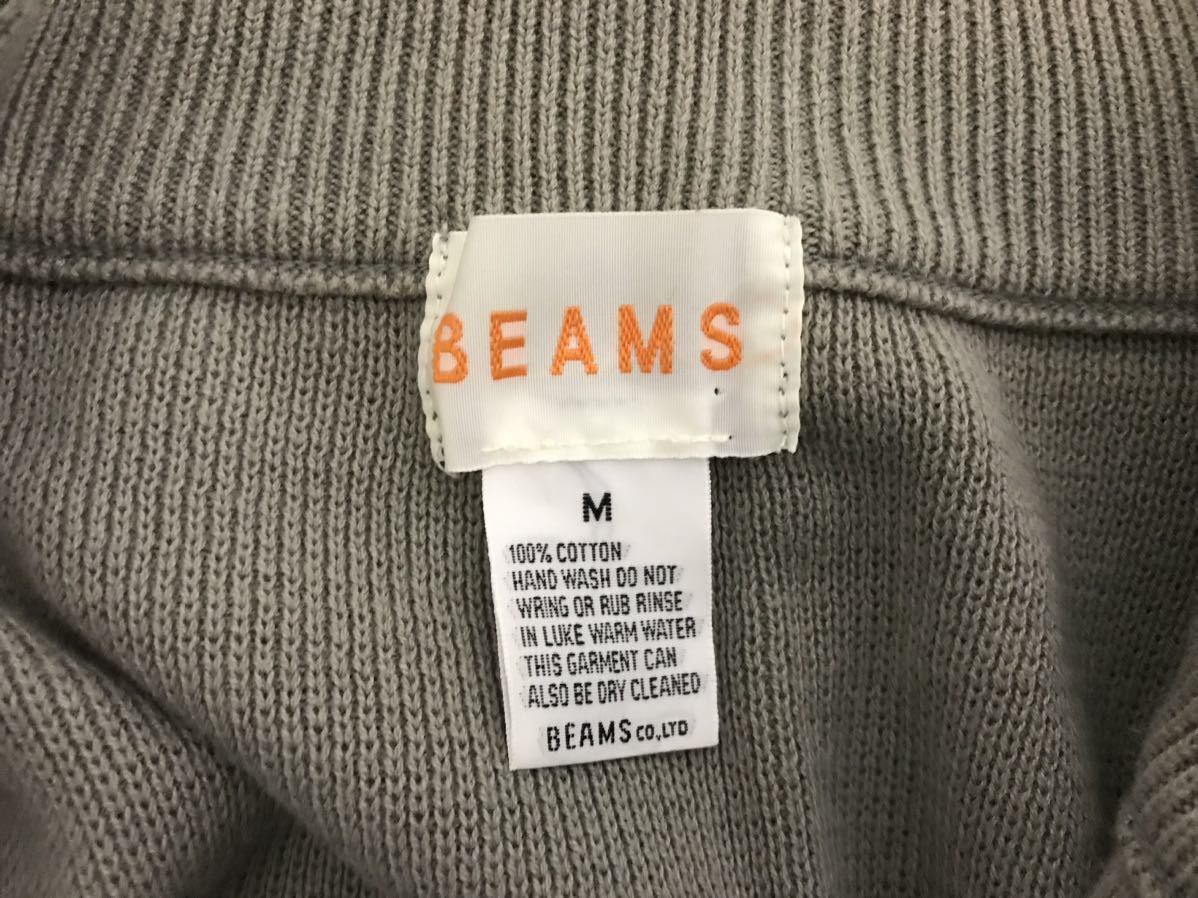 BEAMS
M
100% COTTON
HAND WASH DO NOT
WRING OR RUB RINSE
IN LUKE WARM WATER
THIS GARMENT CAN
ALSO BE DRY CLEANED
BEAMS CO.,LTD